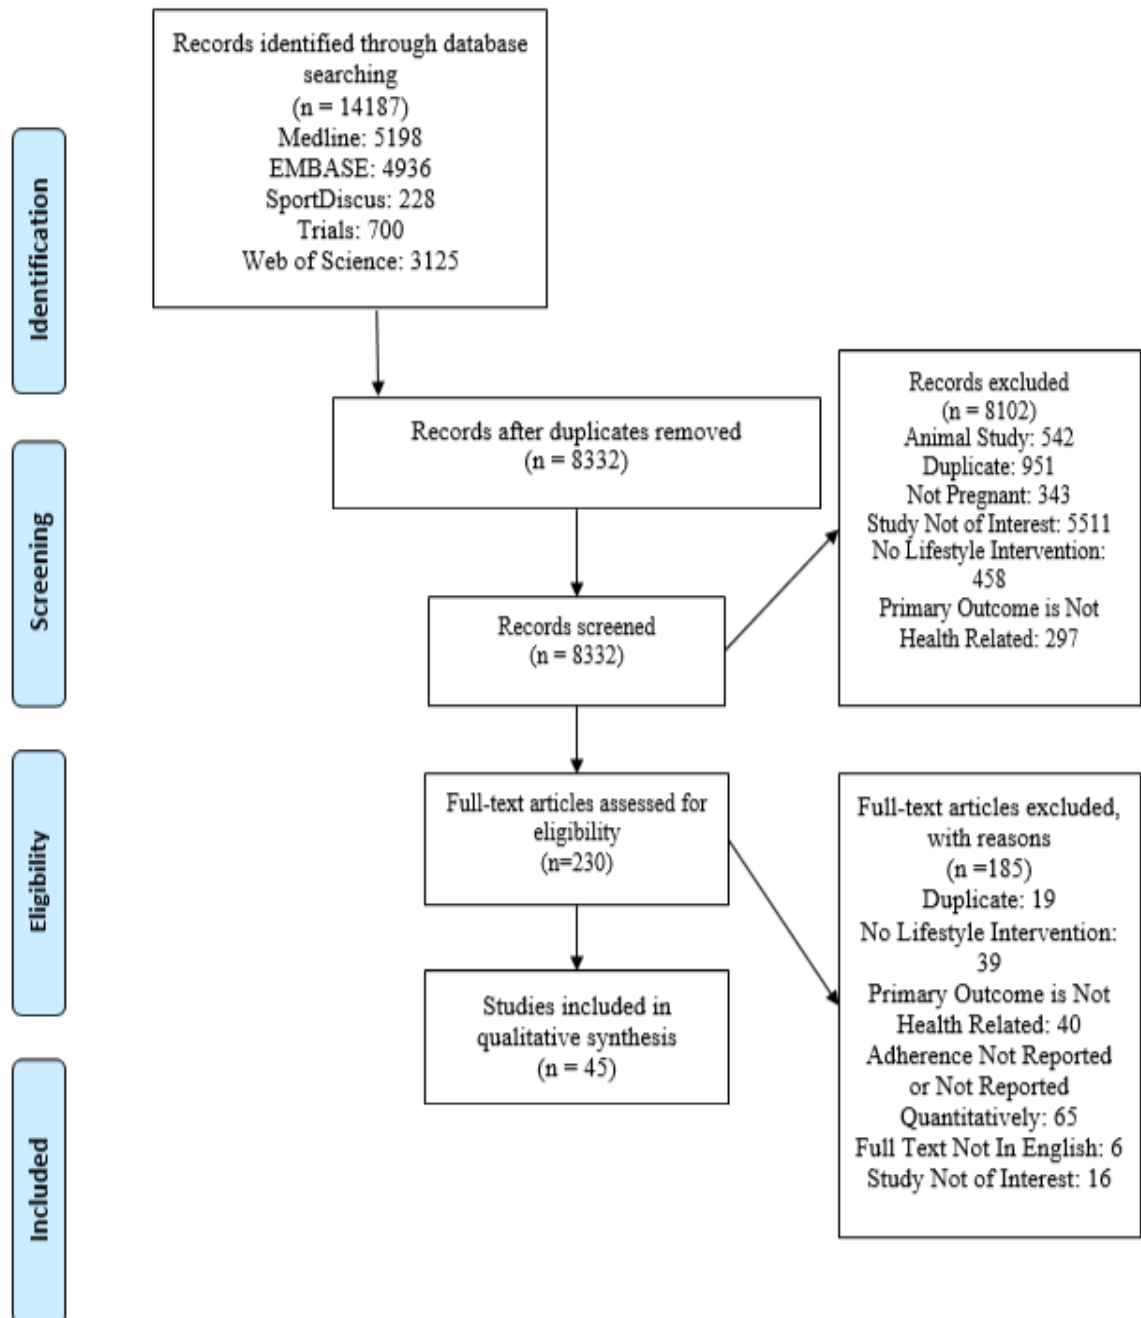 Records identified through database
searching
(n = 14187)
Medline: 5198
EMBASE: 4936
SportDiscus: 228
Trials: 700
Web of Science: 3125
Identification
Records after duplicates removed
(n = 8332)
Records excluded
(n = 8102)
Animal Study: 542
Duplicate: 951
Not Pregnant: 343
Study Not of Interest: 5511
No Lifestyle Intervention:
458
Primary Outcome is Not
Health Related: 297
Screening
Records screened
(n = 8332)
Full-text articles assessed for
eligibility
(n=230)
Eligibility
Full-text articles excluded,
with reasons
(n =185)
Duplicate: 19
No Lifestyle Intervention:
39
Primary Outcome is Not
Health Related: 40
Adherence Not Reported
or Not Reported
Quantitatively: 65
Full Text Not In English: 6
Study Not of Interest: 16
Studies included in
qualitative synthesis
(n = 45)
Included